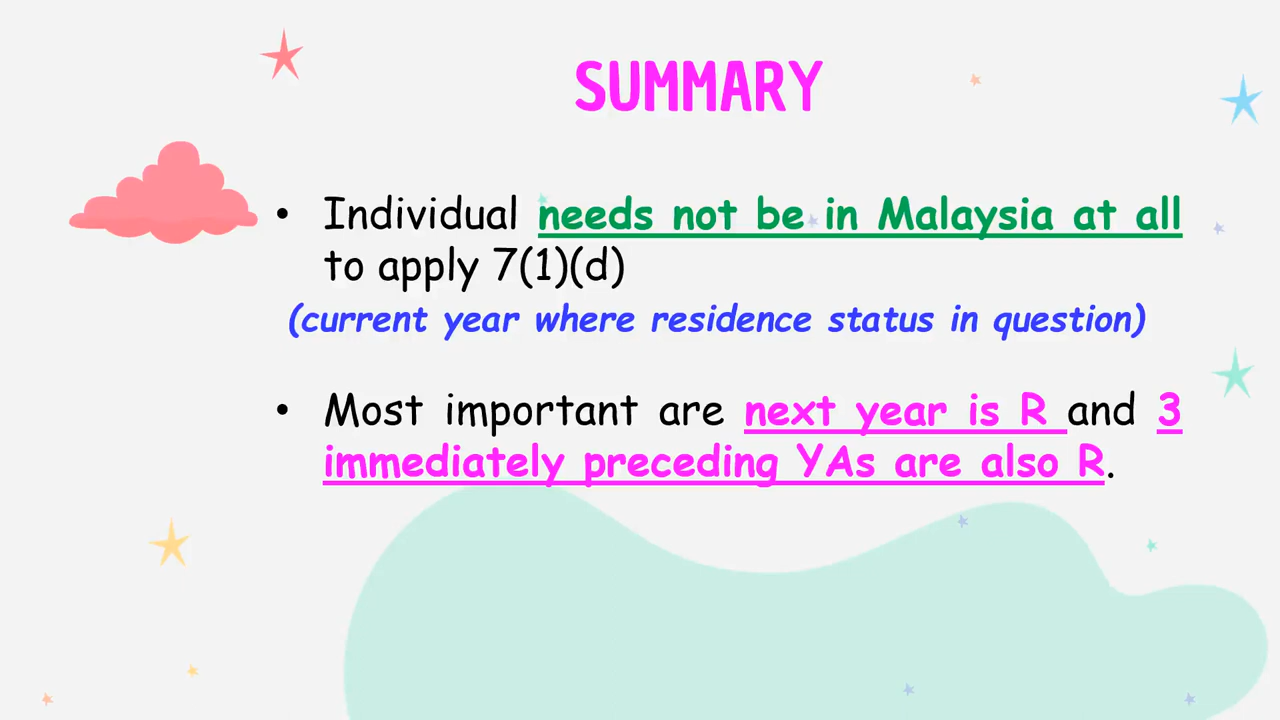 SUMMARY
• Individual needs not be in Malaysia at all
to apply 7(1)(d)
(current year where residence status in question)
• Most important are next year is R and 3
immediately preceding YAs are also R.